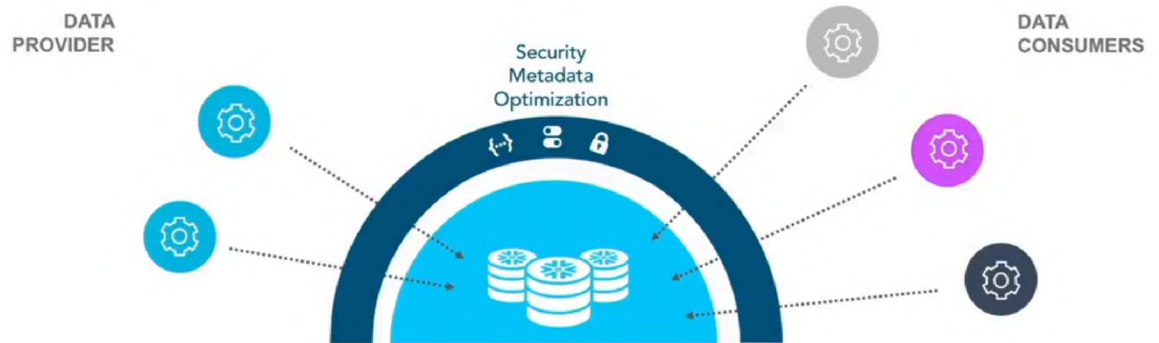 DATA
PROVIDER
Security
Metadata
Optimization
DATA
CONSUMERS